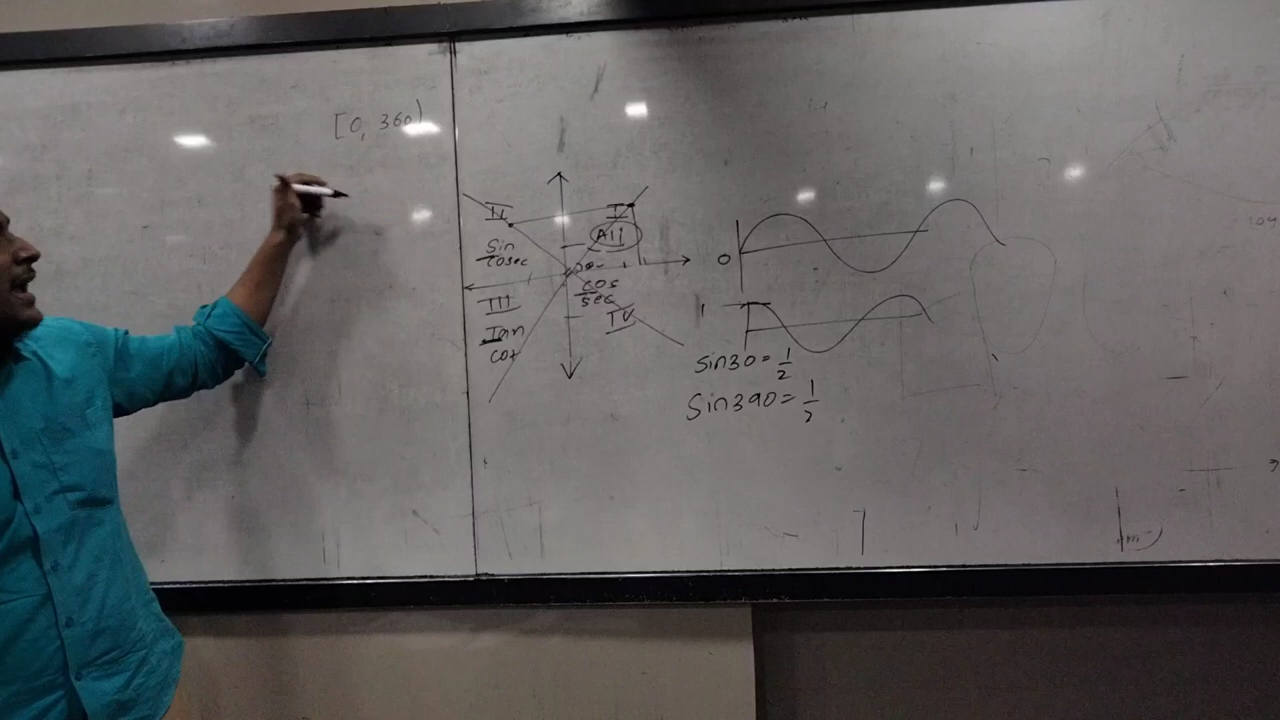 [0, 360)
II
I
All
sin
cosec
30
cos
sec
III
IV
Tan
cot
0
1
sin30 = 1/2
sin390 = 1/2